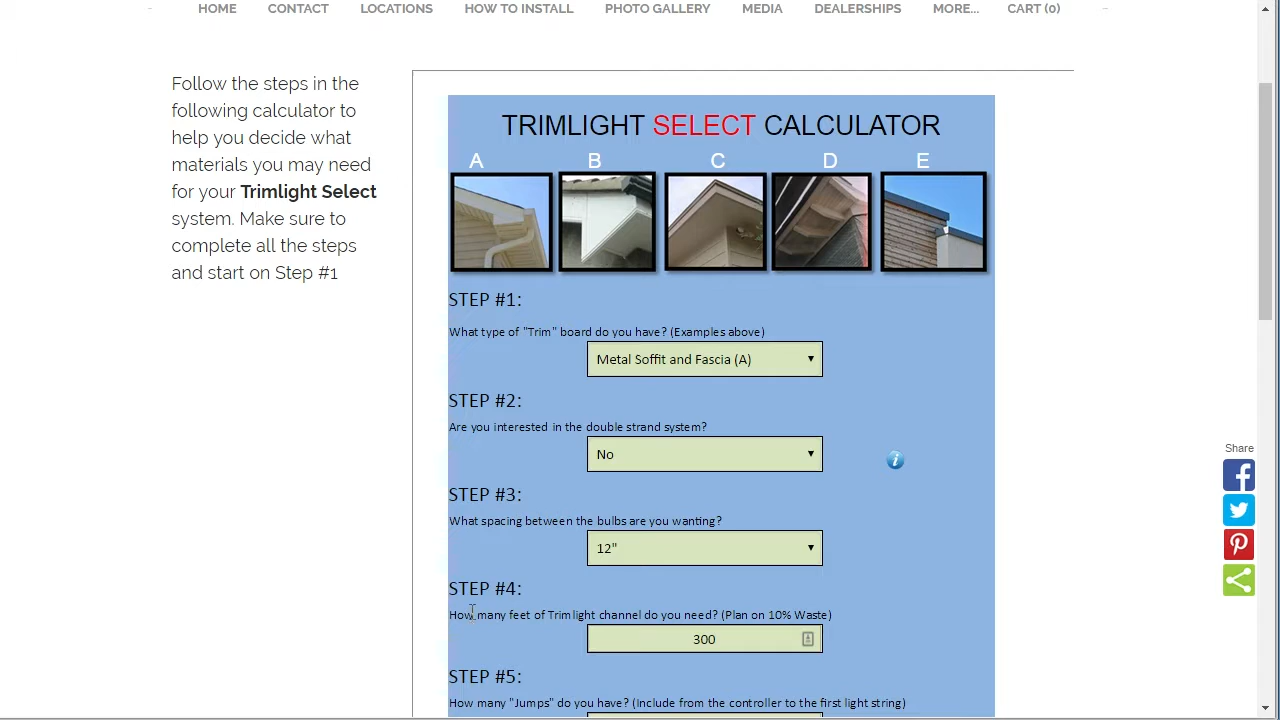 HOME CONTACT LOCATIONS HOW TO INSTALL PHOTO GALLERY MEDIA DEALERSHIPS MORE... CART (0)
Follow the steps in the
following calculator to
help you decide what
materials you may need
for your Trimlight Select
system. Make sure to
complete all the steps
and start on Step #1
TRIMLIGHT SELECT CALCULATOR
A B C D E
STEP #1:
What type of "Trim" board do you have? (Examples above)
Metal Soffit and Fascia (A)
STEP #2:
Are you interested in the double strand system?
No
STEP #3:
What spacing between the bulbs are you wanting?
12"
STEP #4:
How many feet of Trimlight channel do you need? (Plan on 10% Waste)
300
STEP #5:
How many "Jumps" do you have? (Include from the controller to the first light string)
Share